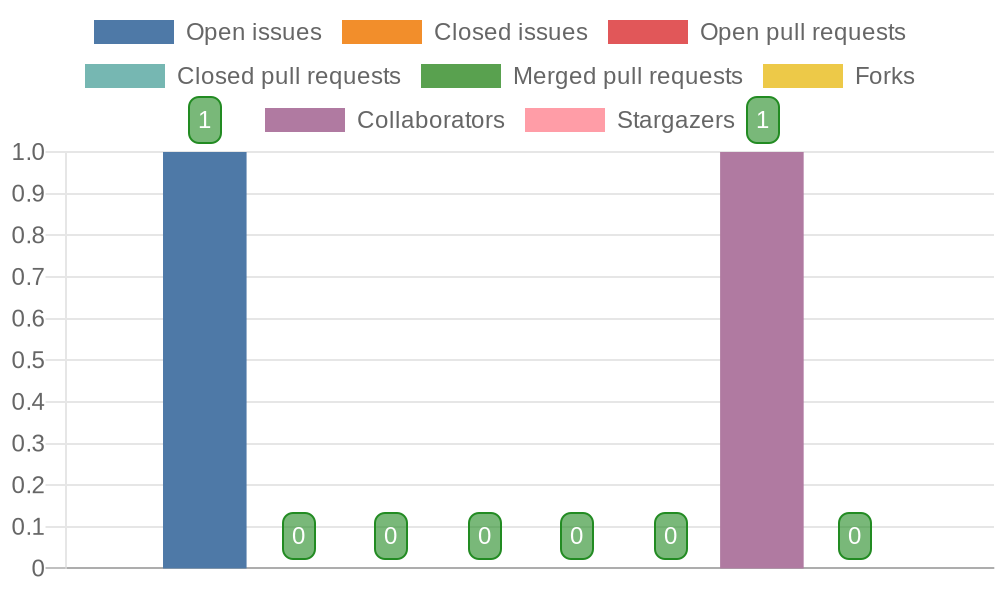 Open issues Closed issues Open pull requests
Closed pull requests Merged pull requests Forks
1 Collaborators Stargazers 1
1.0
0.9
0.8
0.7
0.6
0.5
0.4
0.3
0.2
0.1 0 0 0 0 0 0
0